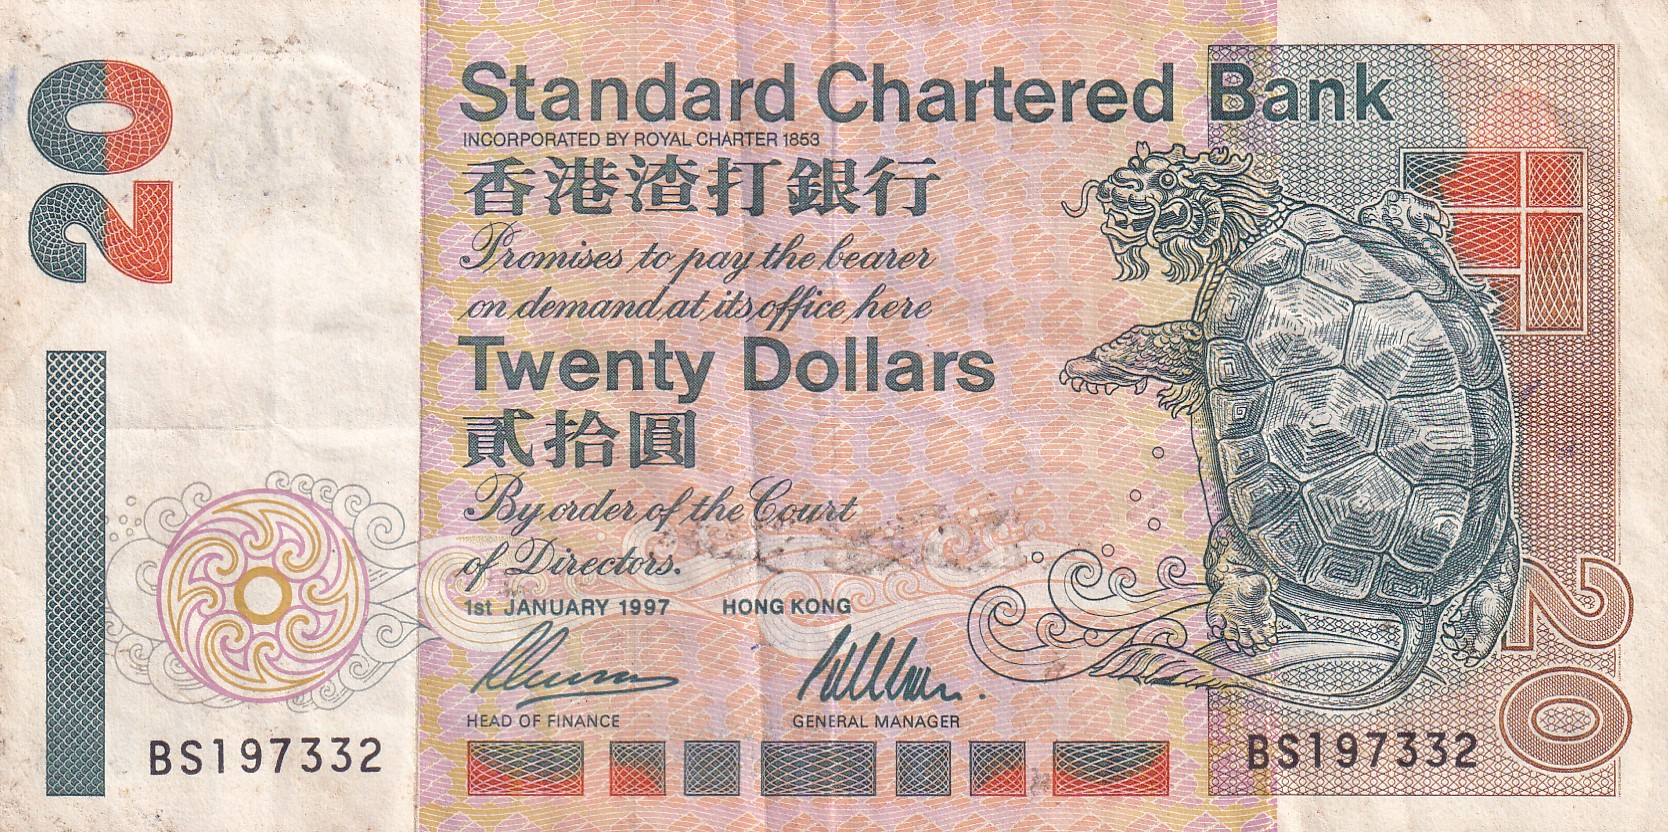 20
Standard Chartered Bank
INCORPORATED BY ROYAL CHARTER 1853
香港渣打銀行
Promises to pay the bearer
on demand at its office here
Twenty Dollars
貳拾圓
By order of the Court
of Directors.
1st JANUARY 1997 HONG KONG
HEAD OF FINANCE GENERAL MANAGER
BS197332 BS197332
20